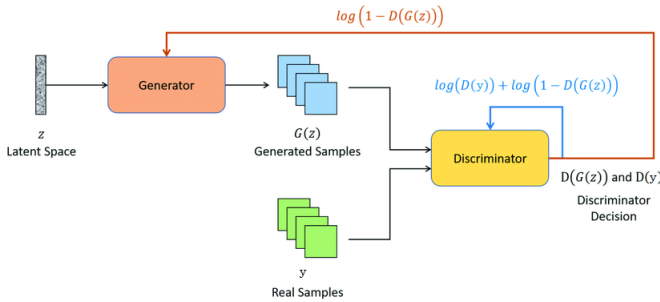 log(1 − D(G(z)))
Generator
log(D(y)) + log(1 − D(G(z)))
z
Latent Space
G(z)
Generated Samples
Discriminator
D(G(z)) and D(y)
Discriminator
Decision
y
Real Samples